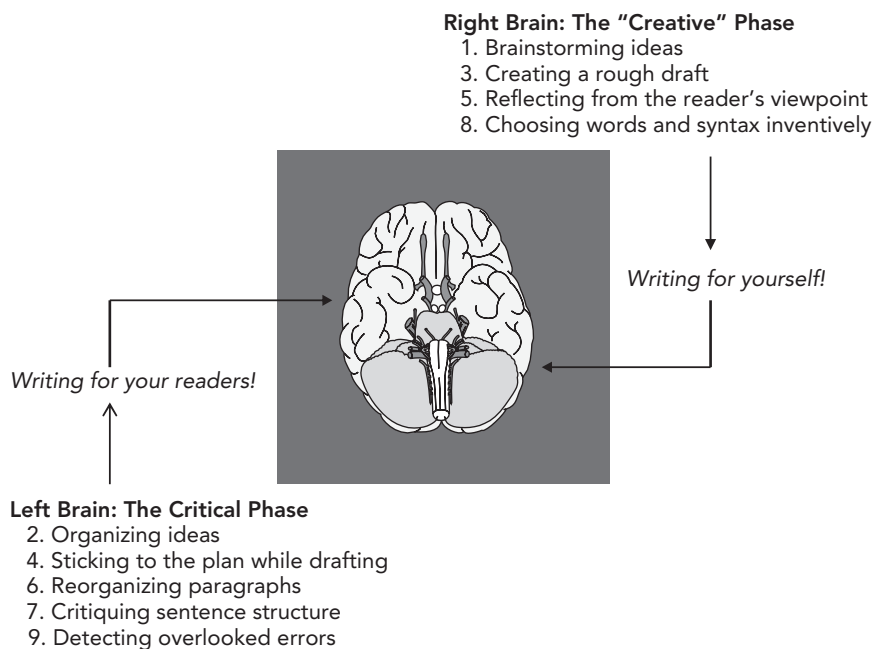 Right Brain: The “Creative” Phase
1. Brainstorming ideas
3. Creating a rough draft
5. Reflecting from the reader’s viewpoint
8. Choosing words and syntax inventively
Writing for yourself!
Writing for your readers!
Left Brain: The Critical Phase
2. Organizing ideas
4. Sticking to the plan while drafting
6. Reorganizing paragraphs
7. Critiquing sentence structure
9. Detecting overlooked errors